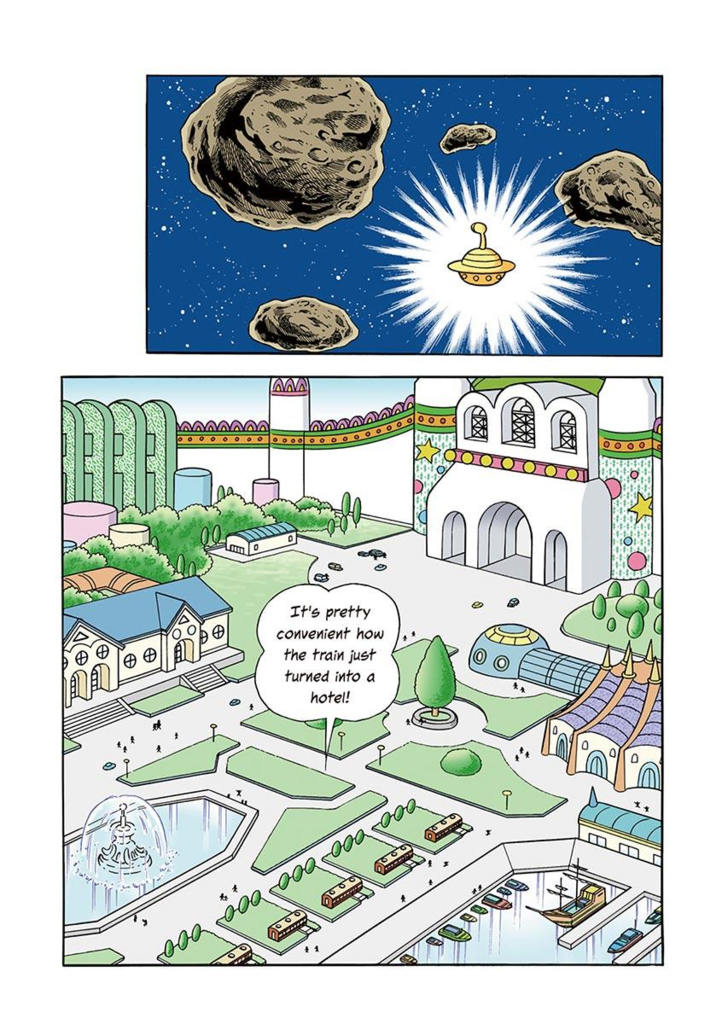 It's pretty
convenient how
the train just
turned into a
hotel!